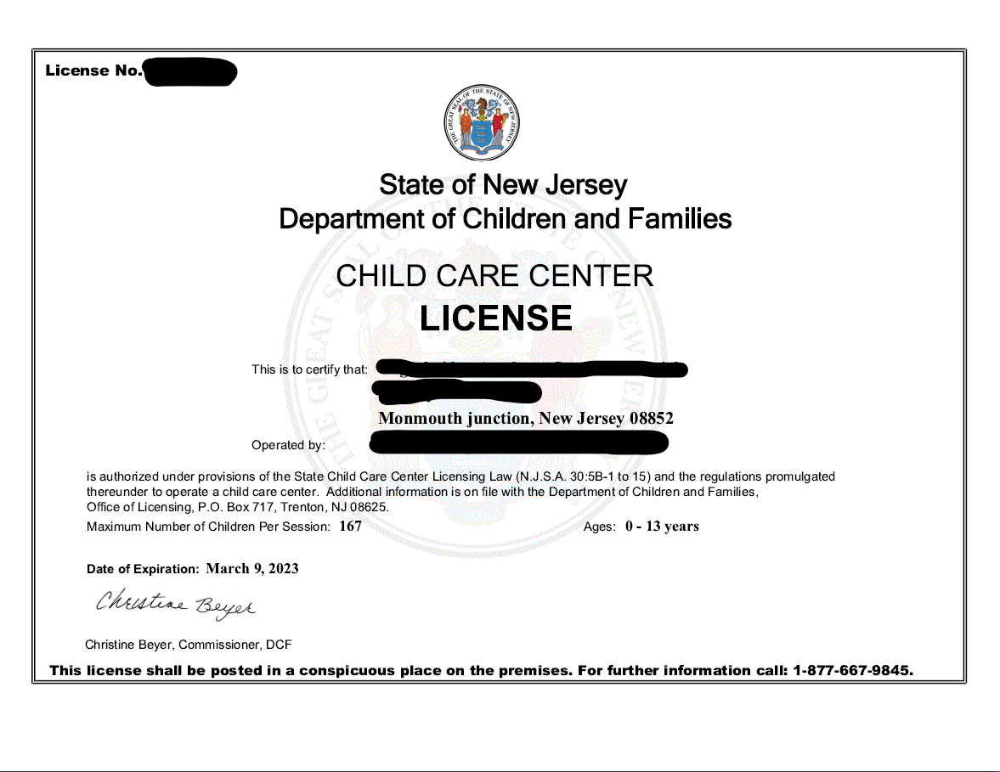 License No.
THE GREAT SEAL OF THE STATE OF NEW JERSEY
State of New Jersey
Department of Children and Families
CHILD CARE CENTER
LICENSE
This is to certify that:
Monmouth junction, New Jersey 08852
Operated by:
is authorized under provisions of the State Child Care Center Licensing Law (N.J.S.A. 30:5B-1 to 15) and the regulations promulgated
thereunder to operate a child care center.  Additional information is on file with the Department of Children and Families,
Office of Licensing, P.O. Box 717, Trenton, NJ 08625.
Maximum Number of Children Per Session: 167 Ages: 0 - 13 years
Date of Expiration: March 9, 2023
Christine Beyer
Christine Beyer, Commissioner, DCF
This license shall be posted in a conspicuous place on the premises. For further information call: 1-877-667-9845.